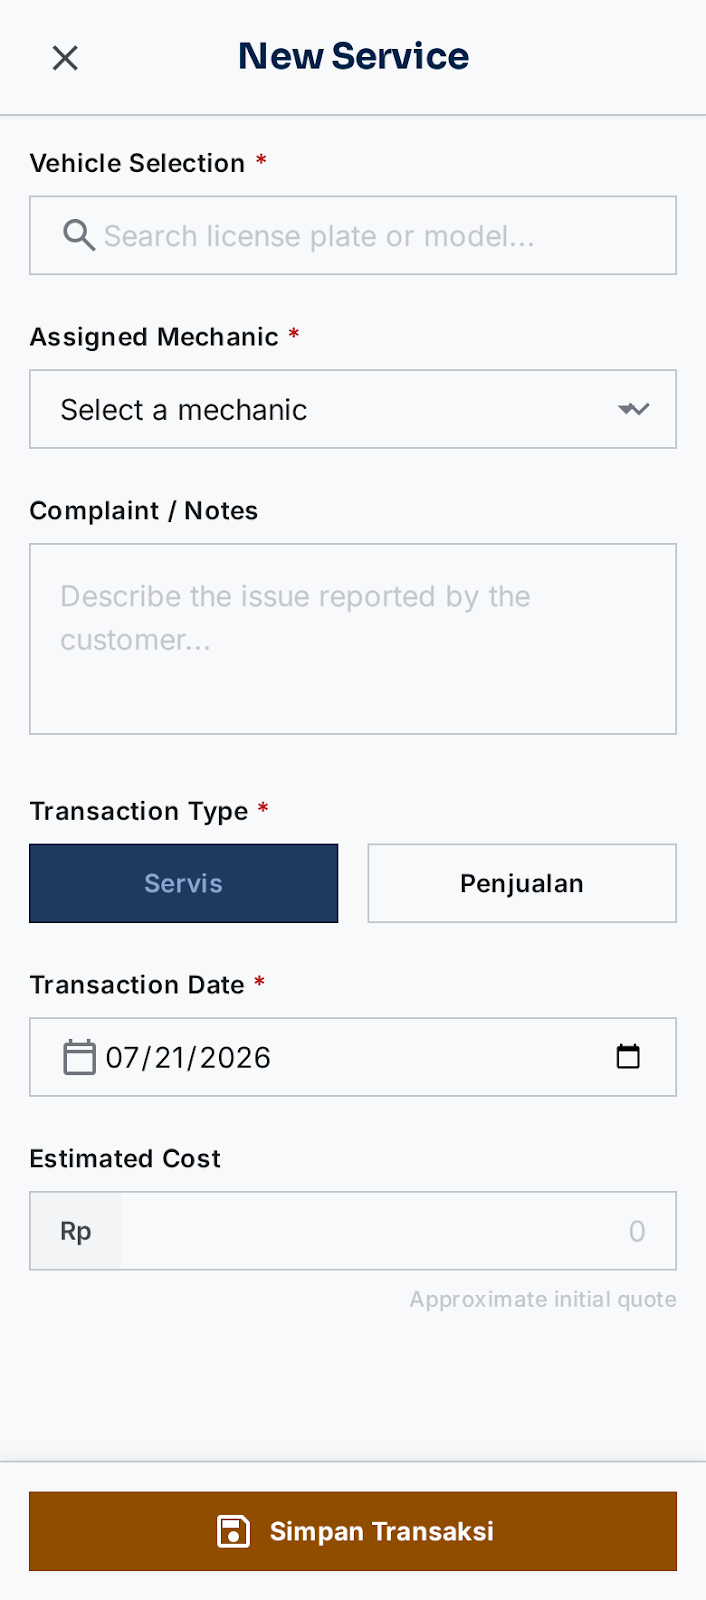 New Service
Vehicle Selection *
Search license plate or model...
Assigned Mechanic *
Select a mechanic
Complaint / Notes
Describe the issue reported by the
customer...
Transaction Type *
Servis
Penjualan
Transaction Date *
07/21/2026
Estimated Cost
Rp
0
Approximate initial quote
Simpan Transaksi